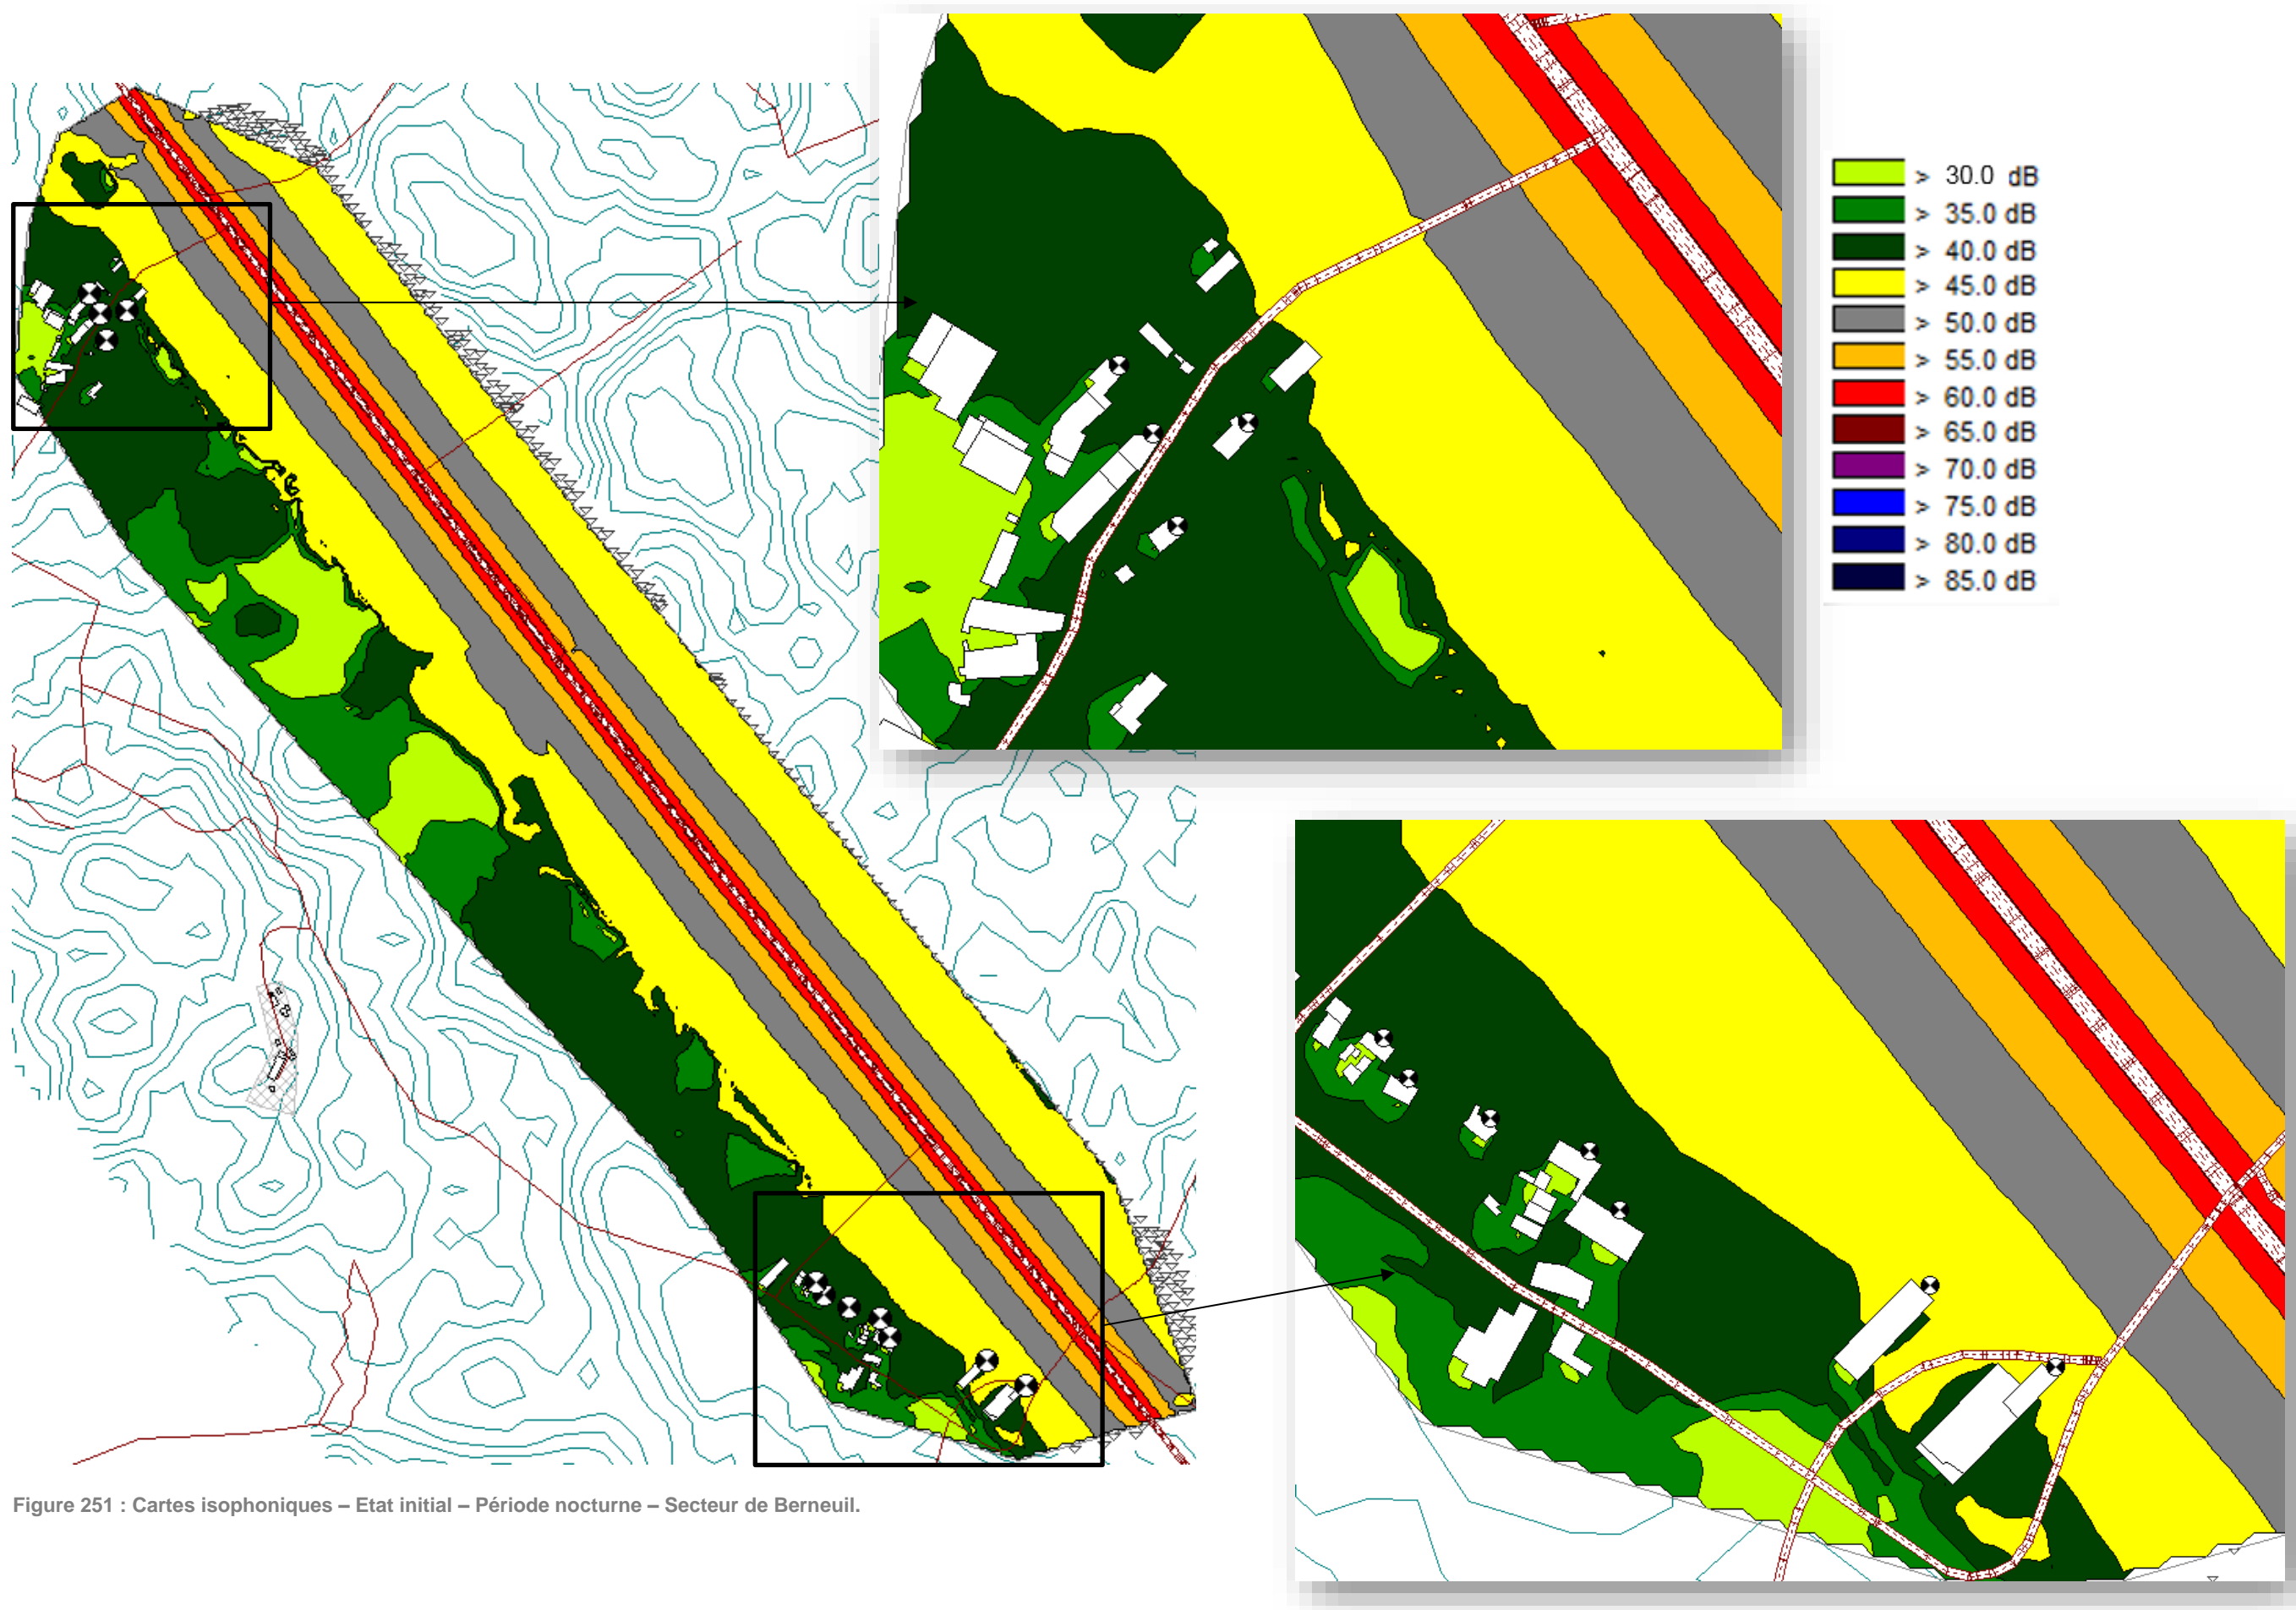 > 30.0 dB
> 35.0 dB
> 40.0 dB
> 45.0 dB
> 50.0 dB
> 55.0 dB
> 60.0 dB
> 65.0 dB
> 70.0 dB
> 75.0 dB
> 80.0 dB
> 85.0 dB
Figure 251 : Cartes isophoniques – Etat initial – Période nocturne – Secteur de Berneuil.